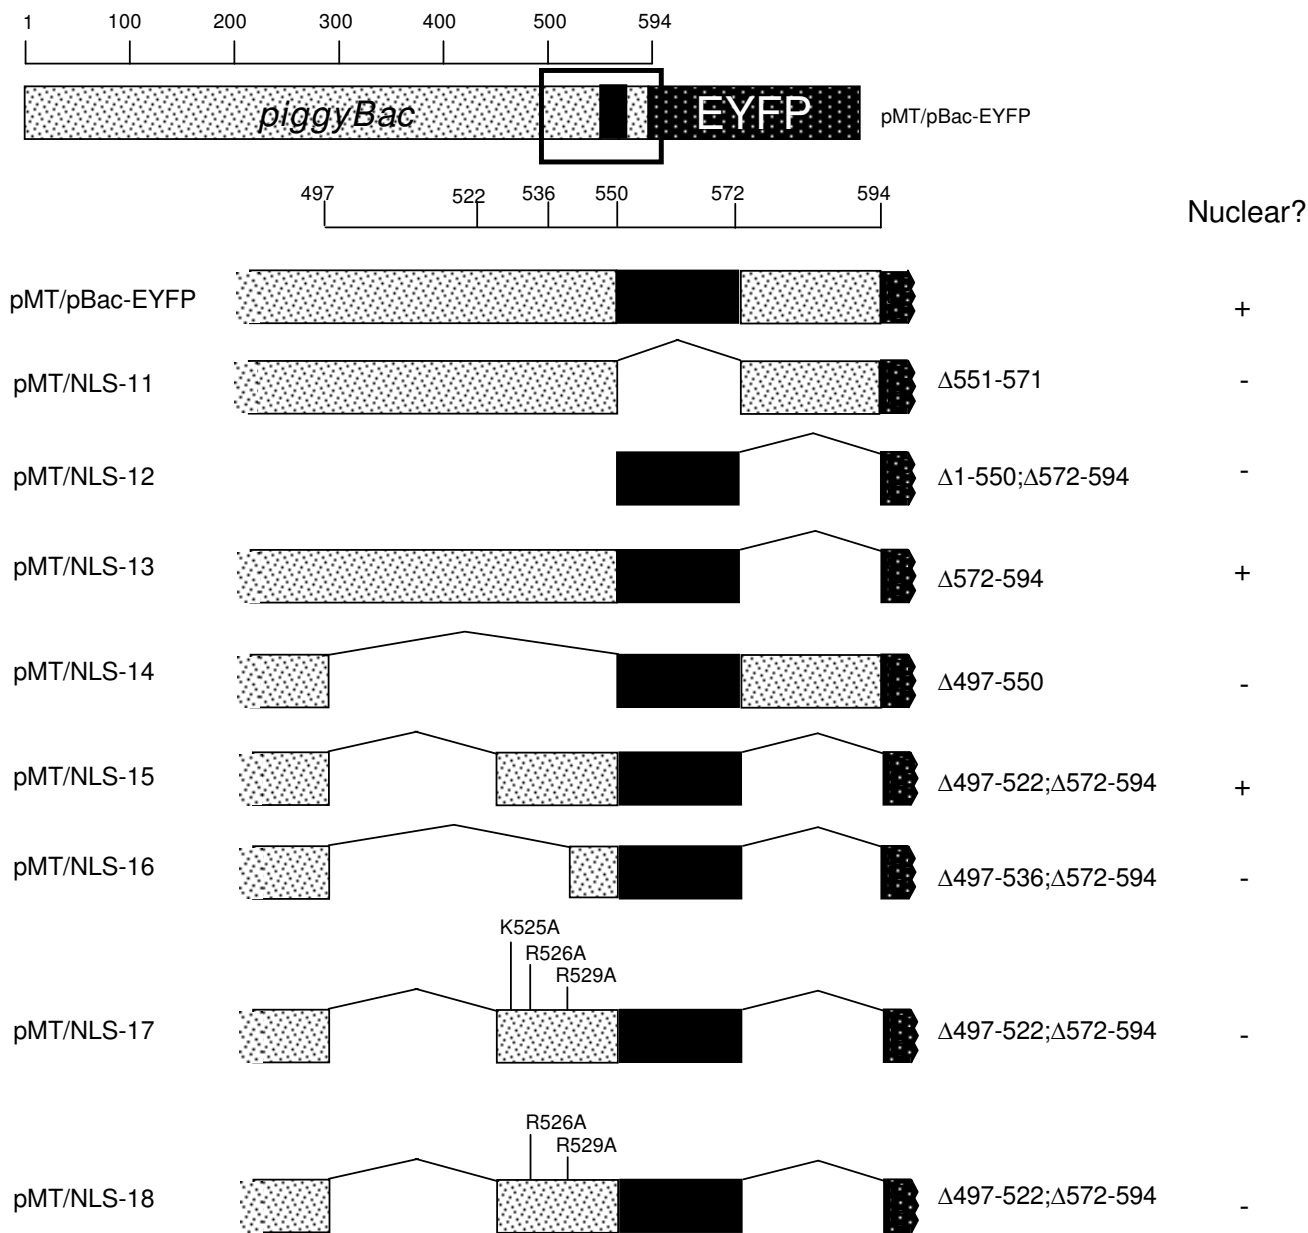 1 100 200 300 400 500 594
piggyBac EYFP pMT/pBac-EYFP
497 522 536 550 572 594
Nuclear?
pMT/pBac-EYFP +
pMT/NLS-11 Δ551-571 -
pMT/NLS-12 Δ1-550;Δ572-594 -
pMT/NLS-13 Δ572-594 +
pMT/NLS-14 Δ497-550 -
pMT/NLS-15 Δ497-522;Δ572-594 +
pMT/NLS-16 Δ497-536;Δ572-594 -
K525A
R526A
R529A
pMT/NLS-17 Δ497-522;Δ572-594 -
R526A
R529A
pMT/NLS-18 Δ497-522;Δ572-594 -